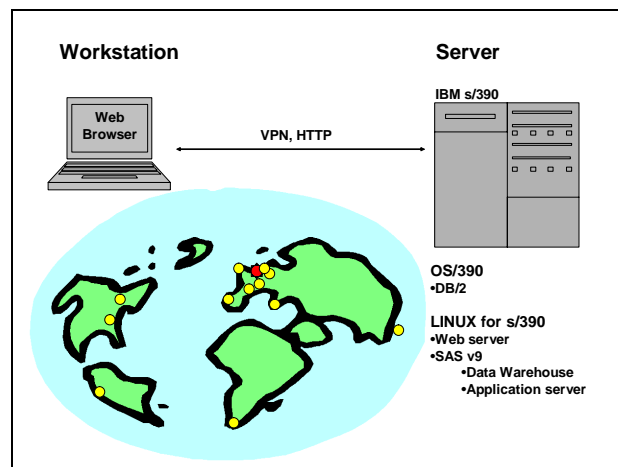 Workstation
Server
IBM s/390
Web
Browser
VPN, HTTP
OS/390
•DB/2
LINUX for s/390
•Web server
•SAS v9
•Data Warehouse
•Application server